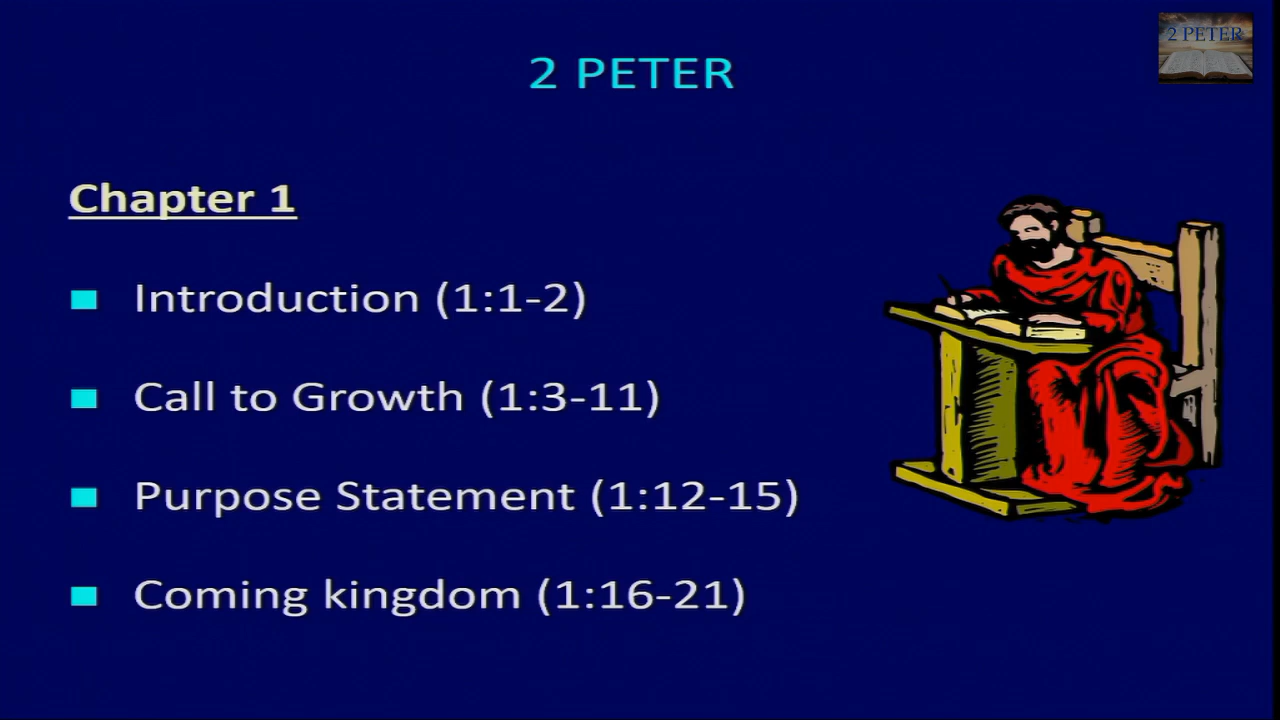 2 PETER
2 PETER
Chapter 1
Introduction (1:1-2)
Call to Growth (1:3-11)
Purpose Statement (1:12-15)
Coming kingdom (1:16-21)